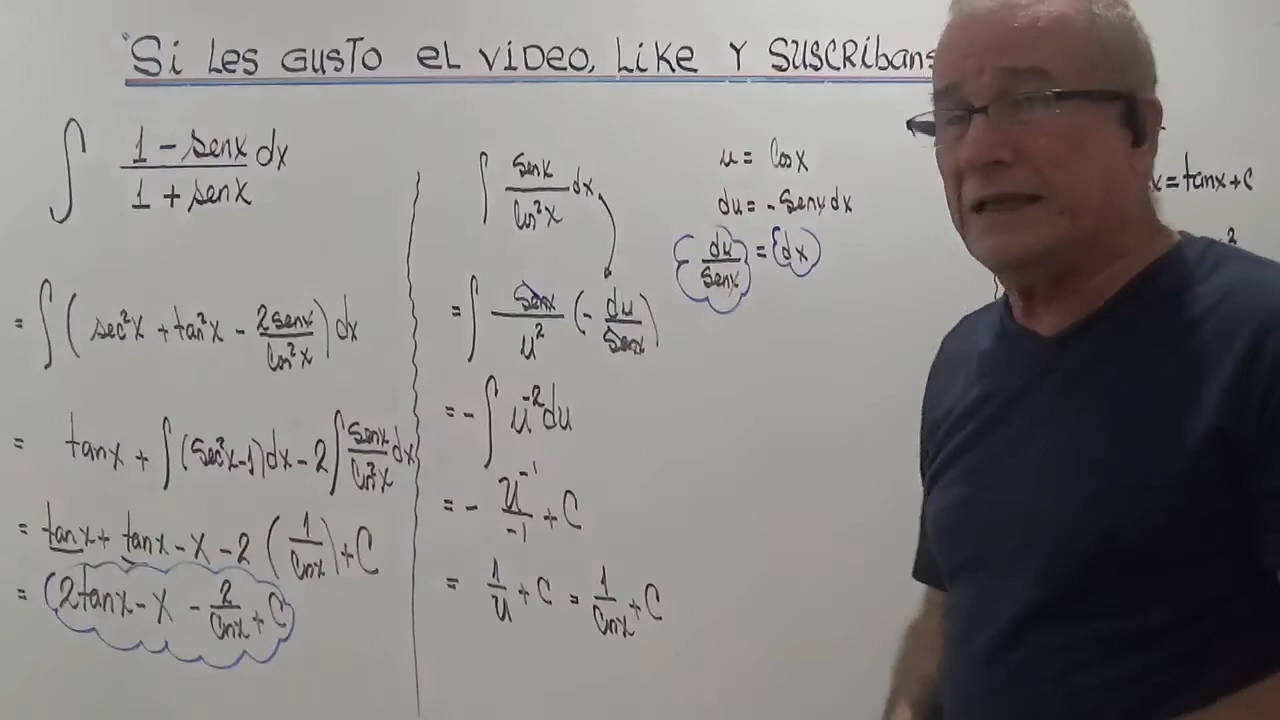 "Si LES GUSTO EL VIDEO, LIKE Y SUSCRIBANS
∫ (1 - senx)/(1 + senx) dx
= ∫ (sec²x + tan²x - 2senx/Cos²x) dx
= tanx + ∫(Sec²x-1)dx - 2∫ senx/Cos²x dx
= tanx + tanx - x - 2 (1/Cosx) + C
= (2tanx - x - 2/Cosx + C)
∫ senx/Cos²x dx
= ∫ senx/u² (- du/senx)
= - ∫ u⁻² du
= - u⁻¹/-1 + C
= 1/u + C = 1/Cosx + C
u = Cosx
du = - senx dx
- du/senx = dx
x = tanx + C
2